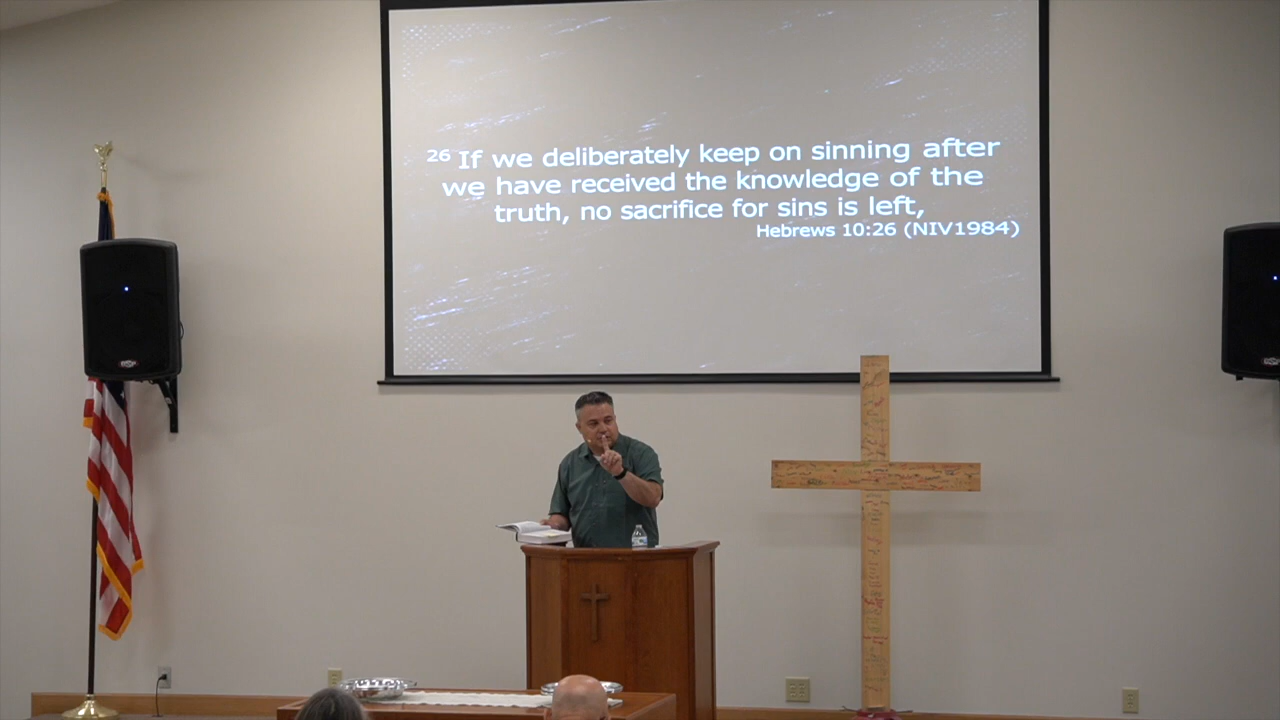 26 If we deliberately keep on sinning after
we have received the knowledge of the
truth, no sacrifice for sins is left,
Hebrews 10:26 (NIV1984)